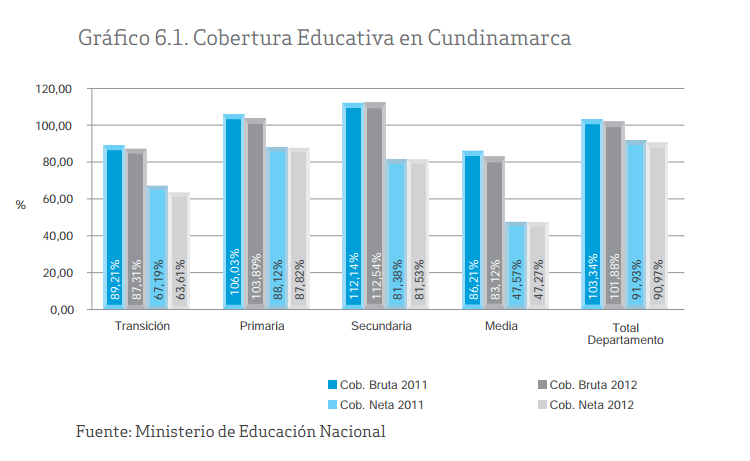 Gráfico 6.1. Cobertura Educativa en Cundinamarca
120,00
100,00
80,00
60,00
%
40,00
20,00
0,00
89,21%
87,31%
67,19%
63,61%
106,03%
103,89%
88,12%
87,82%
112,14%
112,54%
81,38%
81,53%
86,21%
83,12%
47,57%
47,27%
103,34%
101,88%
91,93%
90,97%
Transición
Primaria
Secundaria
Media
Total
Departamento
Cob. Bruta 2011
Cob. Bruta 2012
Cob. Neta 2011
Cob. Neta 2012
Fuente: Ministerio de Educación Nacional